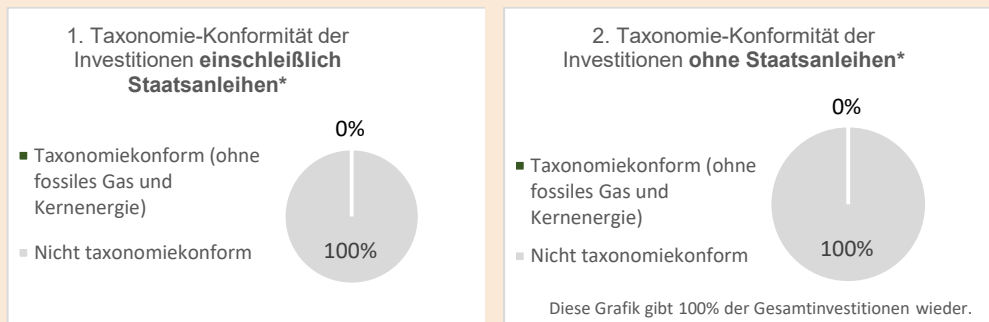 1. Taxonomie-Konformität der
Investitionen einschleißlich
Staatsanleihen*
0%
Taxonomiekonform (ohne
fossiles Gas und
Kernenergie)
Nicht taxonomiekonform
100%
2. Taxonomie-Konformität der
Investitionen ohne Staatsanleihen*
0%
Taxonomiekonform (ohne
fossiles Gas und
Kernenergie)
Nicht taxonomiekonform
100%
Diese Grafik gibt 100% der Gesamtinvestitionen wieder.